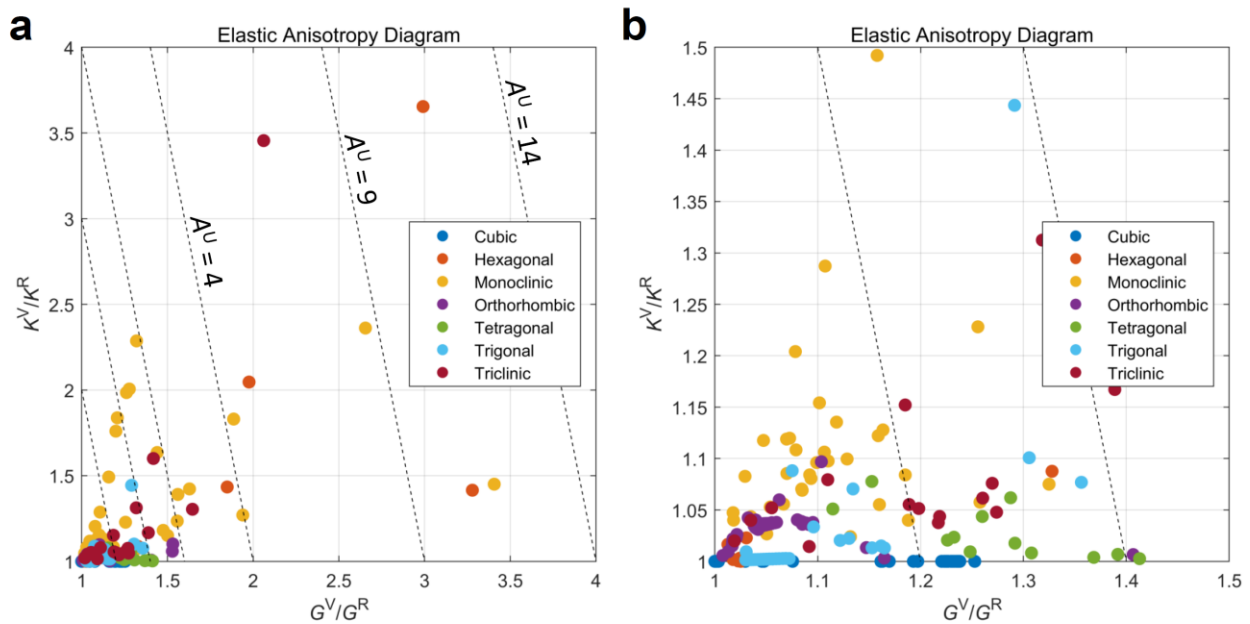 a
Elastic Anisotropy Diagram
4
3.5
3
2.5
2
1.5
1
K^V/K^R
1
1.5
2
2.5
3
3.5
4
G^V/G^R
A^U = 4
A^U = 9
A^U = 14
Cubic
Hexagonal
Monoclinic
Orthorhombic
Tetragonal
Trigonal
Triclinic
b
Elastic Anisotropy Diagram
1.5
1.45
1.4
1.35
1.3
1.25
1.2
1.15
1.1
1.05
1
K^V/K^R
1
1.1
1.2
1.3
1.4
1.5
G^V/G^R
Cubic
Hexagonal
Monoclinic
Orthorhombic
Tetragonal
Trigonal
Triclinic